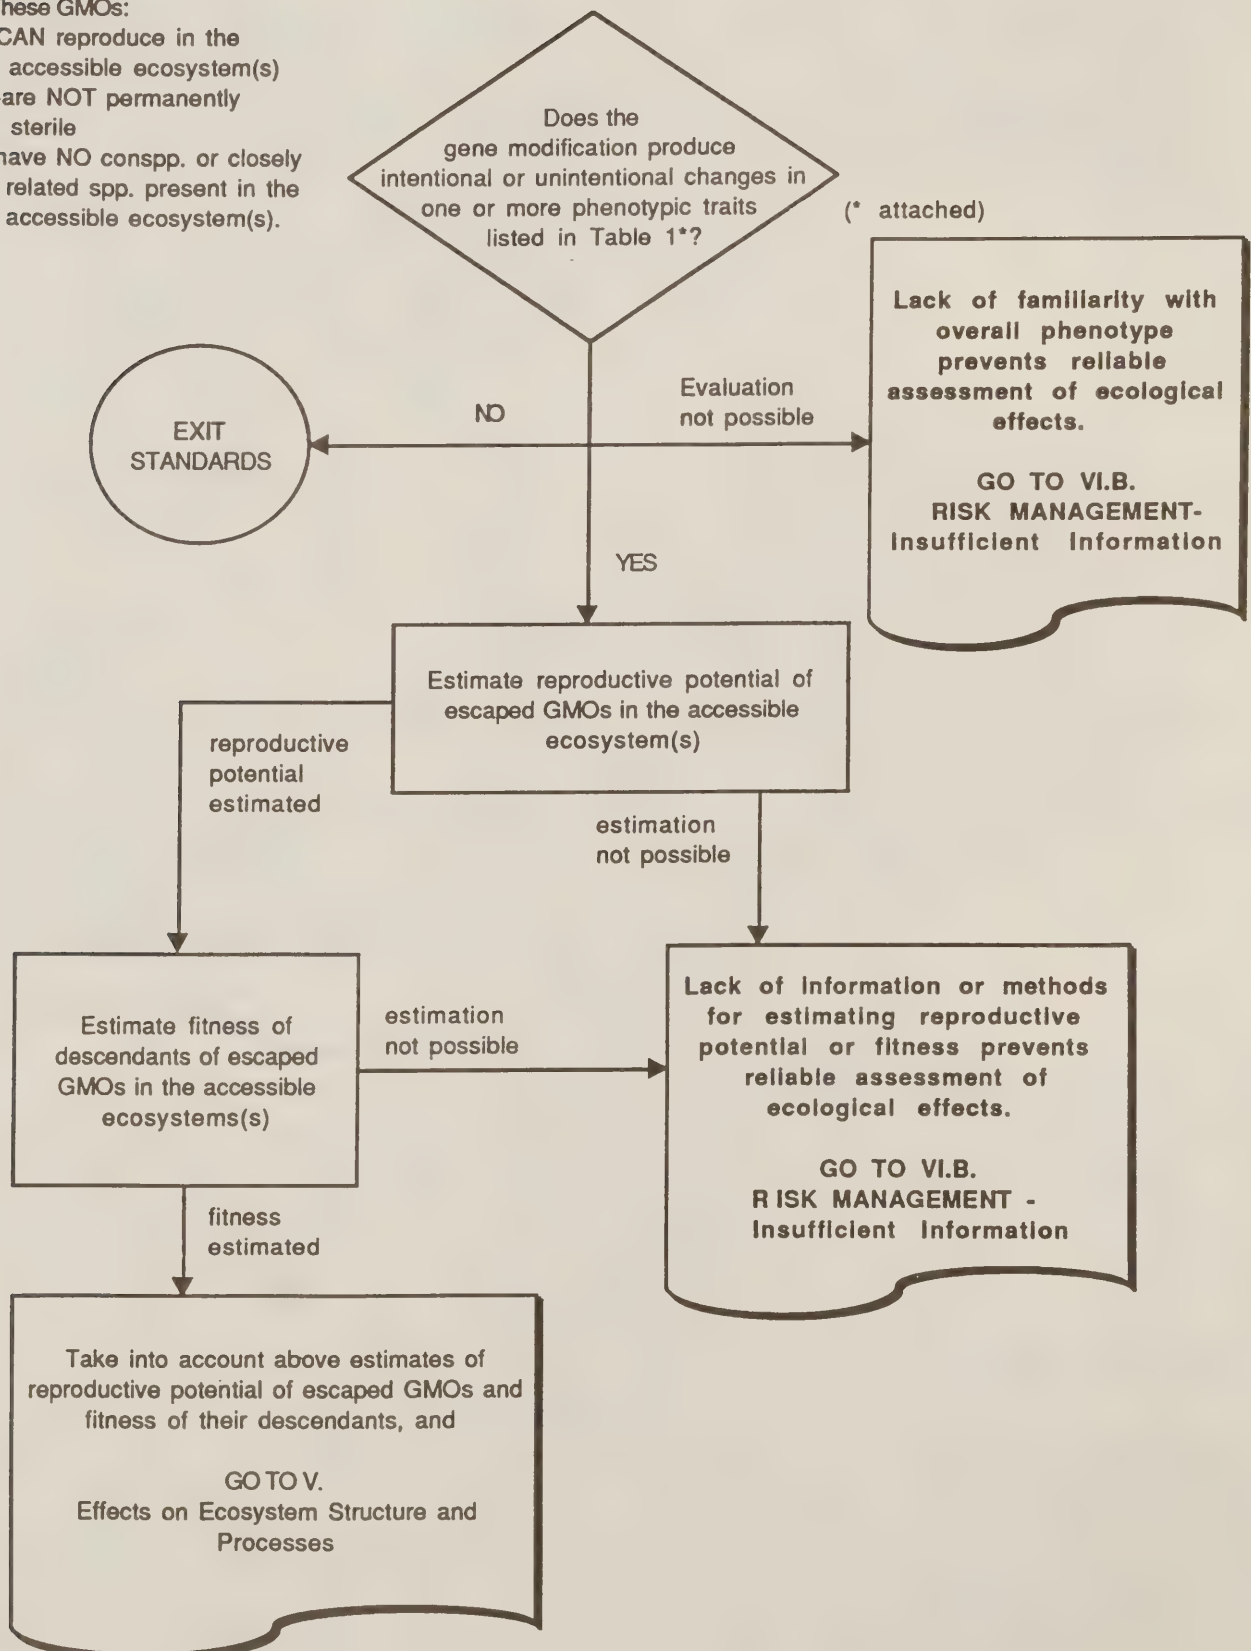 hese GMOs:
CAN reproduce in the
accessible ecosystem(s)
are NOT permanently
sterile
have NO conspp. or closely
related spp. present in the
accessible ecosystem(s).
Does the
gene modification produce
intentional or unintentional changes in
one or more phenotypic traits
listed in Table 1*?
(* attached)
Lack of familiarity with
overall phenotype
prevents reliable
assessment of ecological
effects.
GO TO VI.B.
RISK MANAGEMENT-
Insufficient Information
Evaluation
not possible
NO
EXIT
STANDARDS
YES
Estimate reproductive potential of
escaped GMOs in the accessible
ecosystem(s)
reproductive
potential
estimated
estimation
not possible
Estimate fitness of
descendants of escaped
GMOs in the accessible
ecosystems(s)
estimation
not possible
Lack of Information or methods
for estimating reproductive
potential or fitness prevents
reliable assessment of
ecological effects.
GO TO VI.B.
RISK MANAGEMENT -
Insufficient Information
fitness
estimated
Take into account above estimates of
reproductive potential of escaped GMOs and
fitness of their descendants, and
GO TO V.
Effects on Ecosystem Structure and
Processes